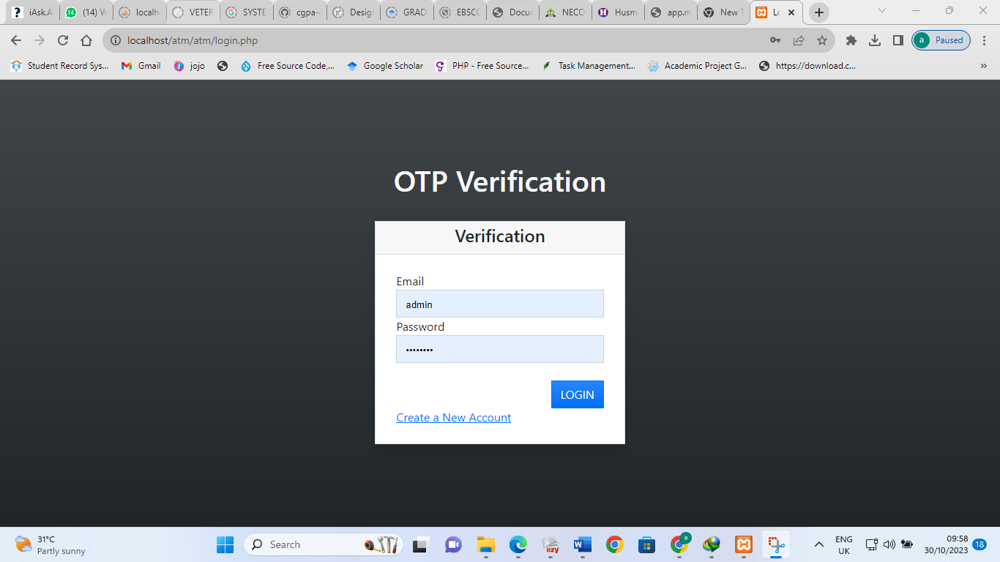 iAsk.A
(14) W
localh
VETER
SYSTE
cgpa-
Desig
GRAD
EBSCO
Docur
NECO
Husm
app.m
New T
Lo
localhost/atm/atm/login.php
a Paused
Student Record Sys...
Gmail
jojo
Free Source Code,...
Google Scholar
PHP - Free Source...
Task Management...
Academic Project G...
https://download.c...
»
OTP Verification
Verification
Email
admin
Password
••••••••
LOGIN
Create a New Account
31°C
Partly sunny
Search
ezy
a
ENG
UK
09:58
30/10/2023
18